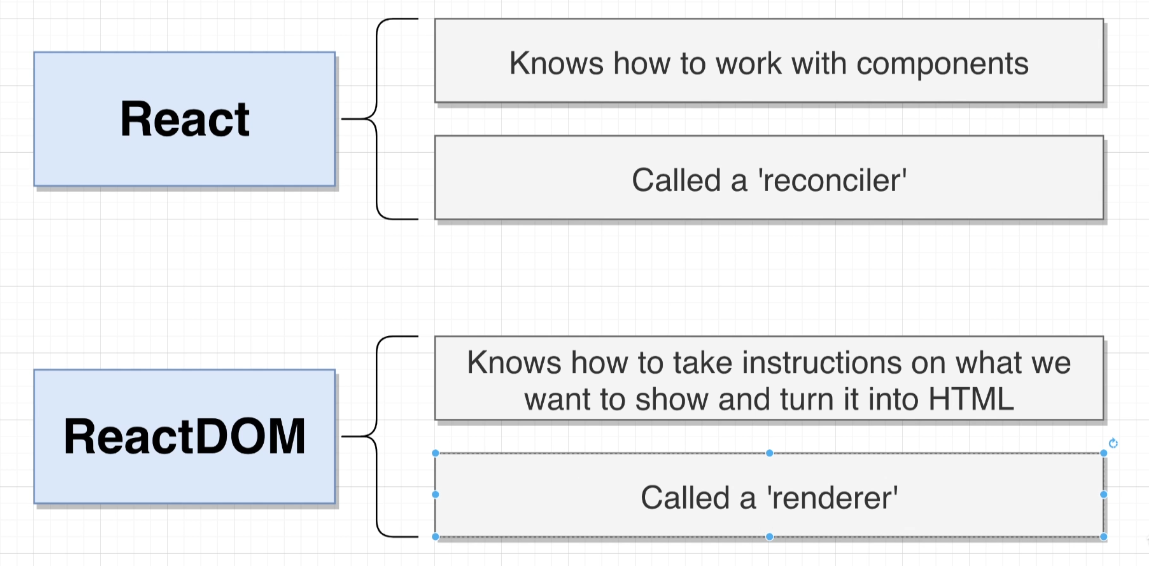 React
Knows how to work with components
Called a 'reconciler'
ReactDOM
Knows how to take instructions on what we
want to show and turn it into HTML
Called a 'renderer'